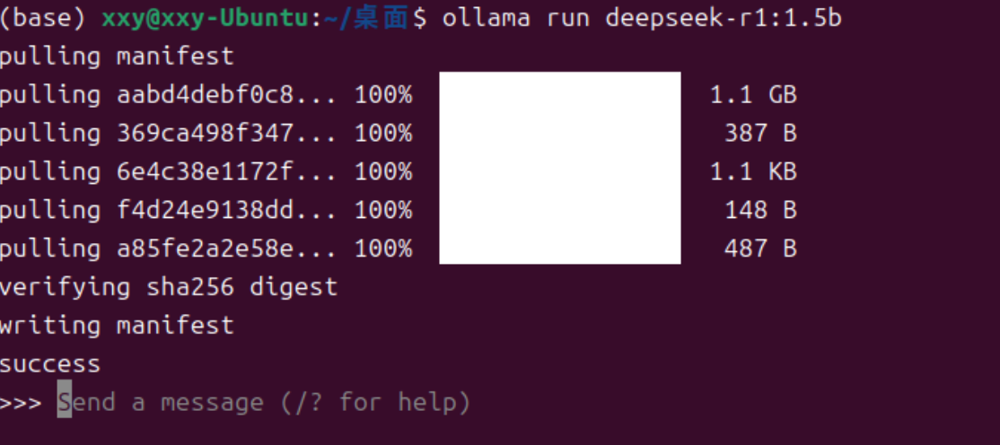 (base) xxy@xxy-Ubuntu:~/桌面$ ollama run deepseek-r1:1.5b
pulling manifest
pulling aabd4debf0c8... 100% 1.1 GB
pulling 369ca498f347... 100% 387 B
pulling 6e4c38e1172f... 100% 1.1 KB
pulling f4d24e9138dd... 100% 148 B
pulling a85fe2a2e58e... 100% 487 B
verifying sha256 digest
writing manifest
success
>>> Send a message (/? for help)